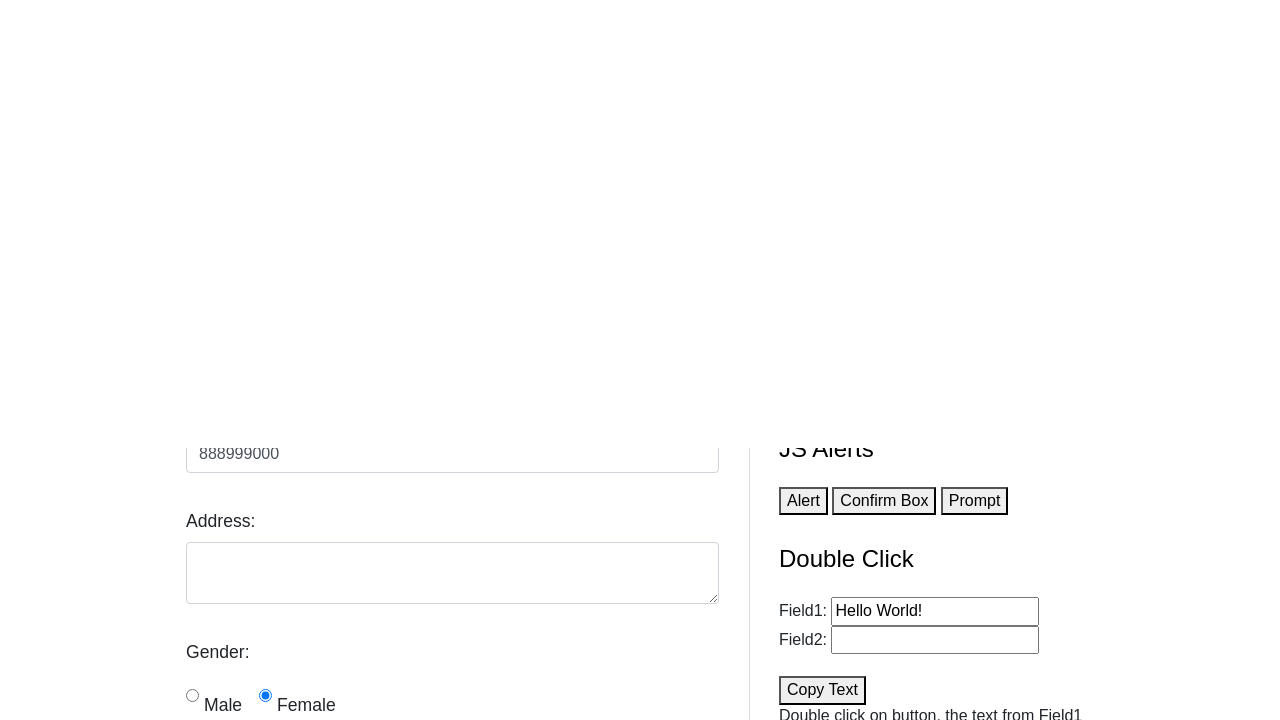 888999000
Address:
Gender:
Male Female
JS Alerts
Alert Confirm Box Prompt
Double Click
Field1: Hello World!
Field2:
Copy Text
Double click on button, the text from Field1